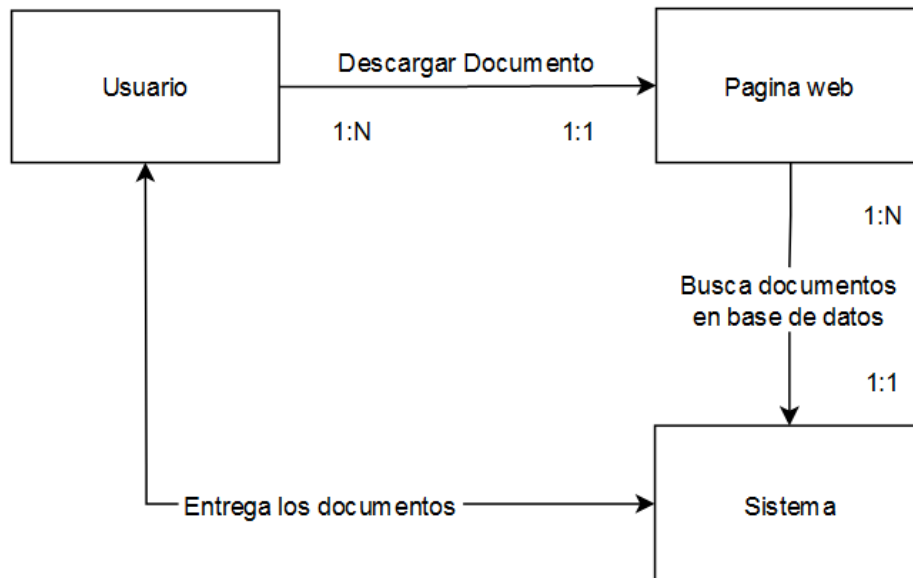 Descargar Documento
Usuario
Pagina web
1:N
1:1
1:N
Busca documentos
en base de datos
1:1
Entrega los documentos
Sistema